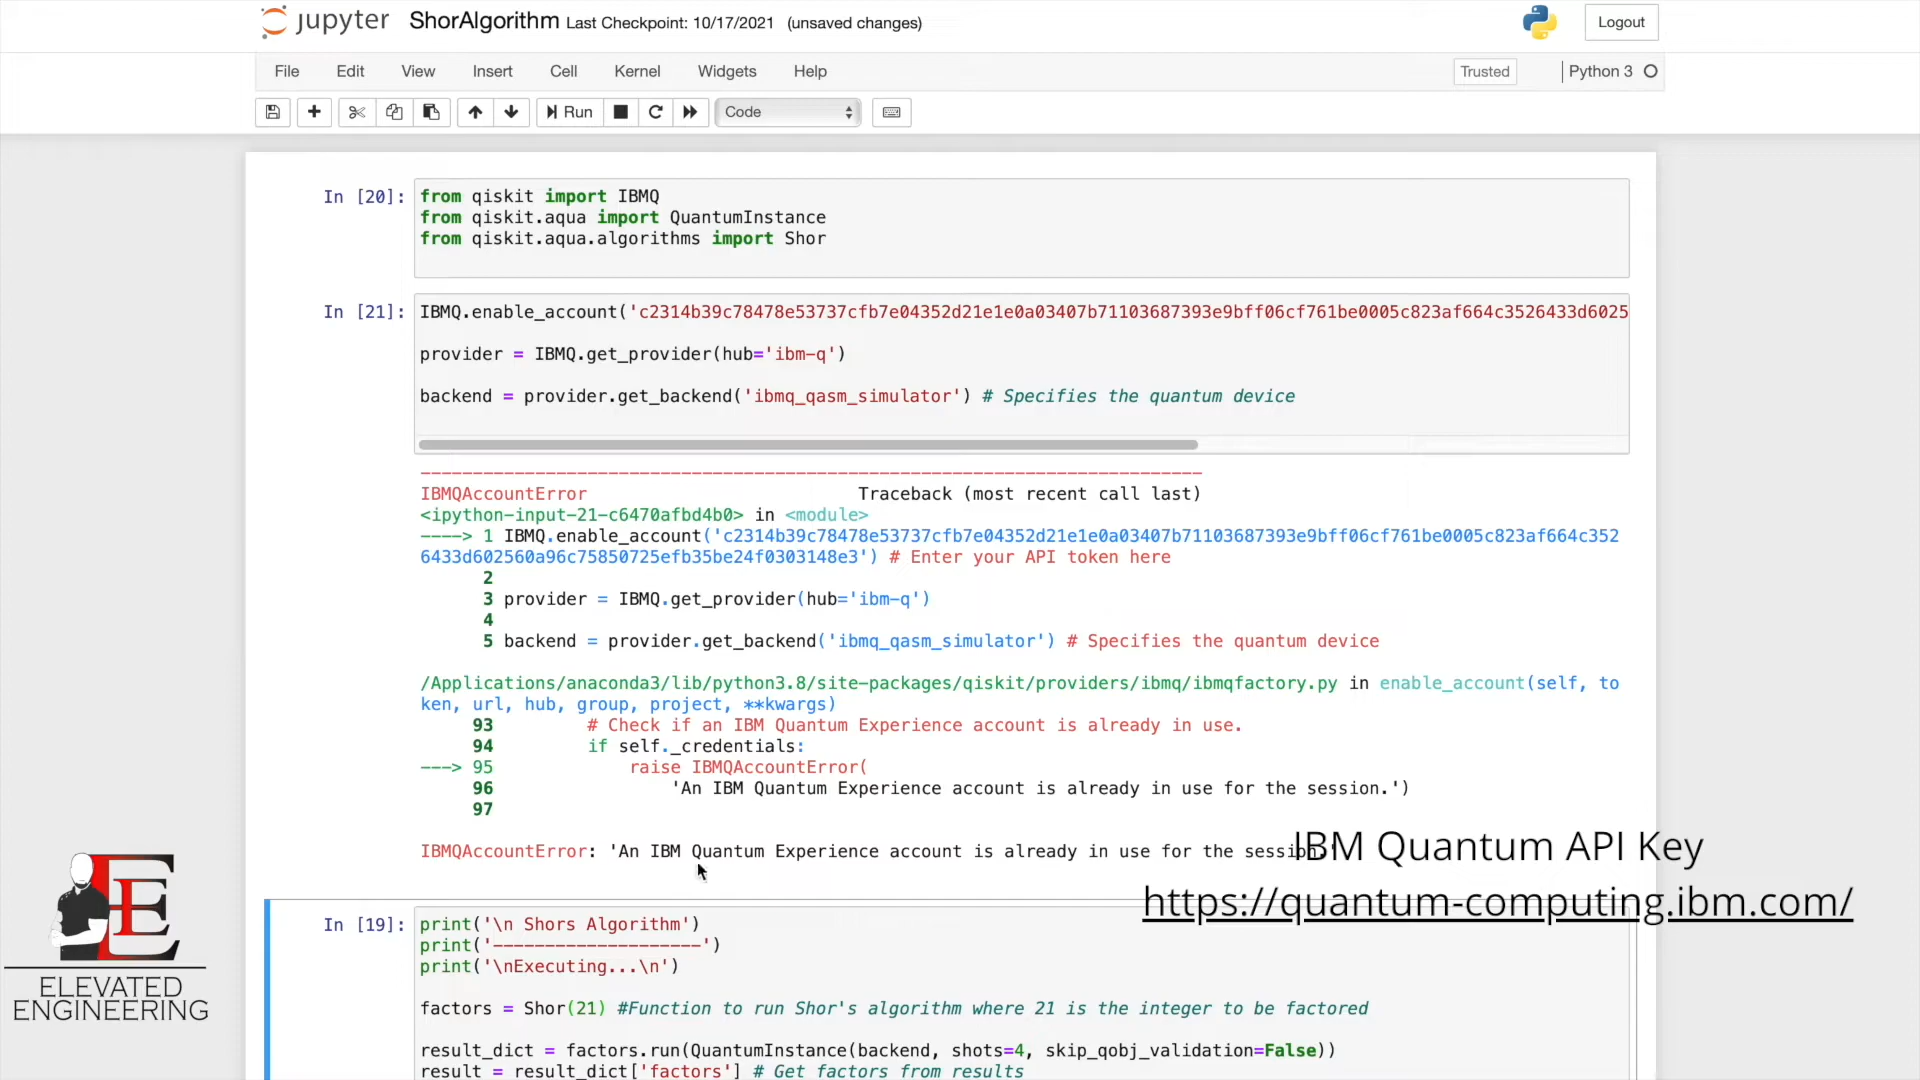 jupyter ShorAlgorithm Last Checkpoint: 10/17/2021 (unsaved changes)
Logout
File Edit View Insert Cell Kernel Widgets Help
Trusted Python 3
Run Code
In [20]: from qiskit import IBMQ
from qiskit.aqua import QuantumInstance
from qiskit.aqua.algorithms import Shor
In [21]: IBMQ.enable_account('c2314b39c78478e53737cfb7e04352d21e1e0a03407b71103687393e9bff06cf761be0005c823af664c3526433d6025
provider = IBMQ.get_provider(hub='ibm-q')
backend = provider.get_backend('ibmq_qasm_simulator') # Specifies the quantum device
---------------------------------------------------------------------------
IBMQAccountError Traceback (most recent call last)
<ipython-input-21-c6470afbd4b0> in <module>
----> 1 IBMQ.enable_account('c2314b39c78478e53737cfb7e04352d21e1e0a03407b71103687393e9bff06cf761be0005c823af664c352
6433d602560a96c75850725efb35be24f0303148e3') # Enter your API token here
2
3 provider = IBMQ.get_provider(hub='ibm-q')
4
5 backend = provider.get_backend('ibmq_qasm_simulator') # Specifies the quantum device
/Applications/anaconda3/lib/python3.8/site-packages/qiskit/providers/ibmq/ibmqfactory.py in enable_account(self, to
ken, url, hub, group, project, **kwargs)
93 # Check if an IBM Quantum Experience account is already in use.
94 if self._credentials:
---> 95 raise IBMQAccountError(
96 'An IBM Quantum Experience account is already in use for the session.')
97
IBMQAccountError: 'An IBM Quantum Experience account is already in use for the session.'
IBM Quantum API Key
https://quantum-computing.ibm.com/
In [19]: print('\n Shors Algorithm')
print('--------------------')
print('\nExecuting...\n')
factors = Shor(21) #Function to run Shor's algorithm where 21 is the integer to be factored
result_dict = factors.run(QuantumInstance(backend, shots=4, skip_qobj_validation=False))
result = result_dict['factors'] # Get factors from results
E
ELEVATED
ENGINEERING